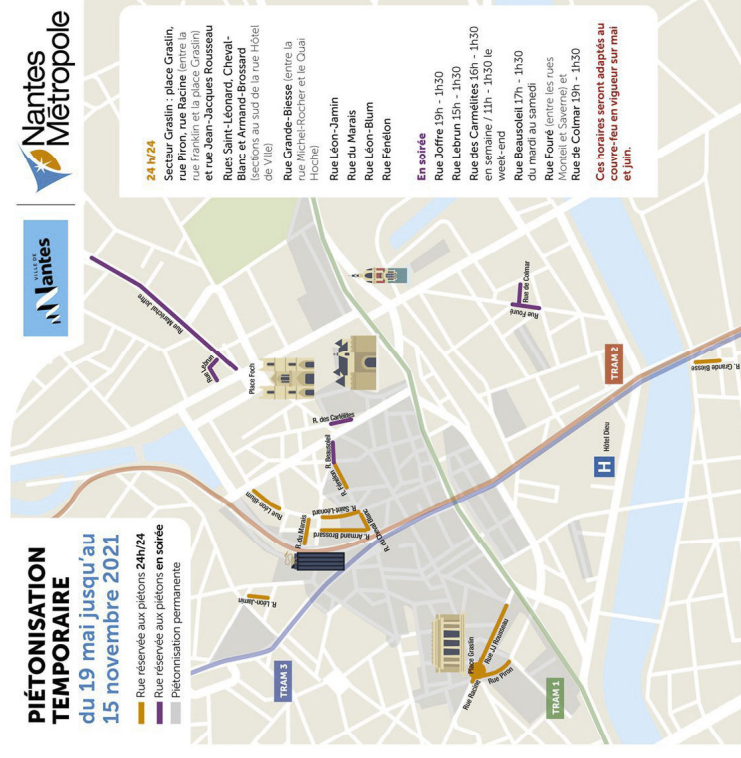 PIÉTONISATION
TEMPORAIRE
du 19 mai jusqu'au
15 novembre 2021
Rue réservée aux piétons 24h/24
Rue réservée aux piétons en soirée
Piétonnisation permanente
VILLE DE
Nantes
Nantes
Métropole
24 h/24
Secteur Graslin : place Graslin,
rue Piron, rue Racine (entre la
rue Franklin et la place Graslin)
et rue Jean-Jacques Rousseau
Rues Saint-Léonard, Cheval-
Blanc et Armand-Brossard
(sections au sud de la rue Hôtel
de Ville)
Rue Grande-Biesse (entre la
rue Michel-Rocher et le Quai
Hoche)
Rue Léon-Jamin
Rue du Marais
Rue Léon-Blum
Rue Fénélon
En soirée
Rue Joffre 19h - 1h30
Rue Lebrun 15h - 1h30
Rue des Carmélites 16h - 1h30
en semaine / 11h - 1h30 le
week-end
Rue Beausoleil 17h - 1h30
du mardi au samedi
Rue Fouré (entre les rues
Monteil et Saverne) et
Rue de Colmar 19h - 1h30
Ces horaires seront adaptés au
couvre-feu en vigueur sur mai
et juin.
Rue Maréchal Joffre
Rue Lebrun
Place Foch
R. des Carmélites
R. Beausoleil
R. Fénélon
Rue Léon-Blum
R. du Marais
R. Saint-Léonard
R. Armand Brossard
R. du Cheval Blanc
R. Léon-Jamin
TRAM 3
Place Graslin
Rue JJ Rousseau
Rue Racine
Rue Piron
TRAM 1
Rue de Colmar
Rue Fouré
TRAM 2
H
Hôtel Dieu
R. Grande Biesse